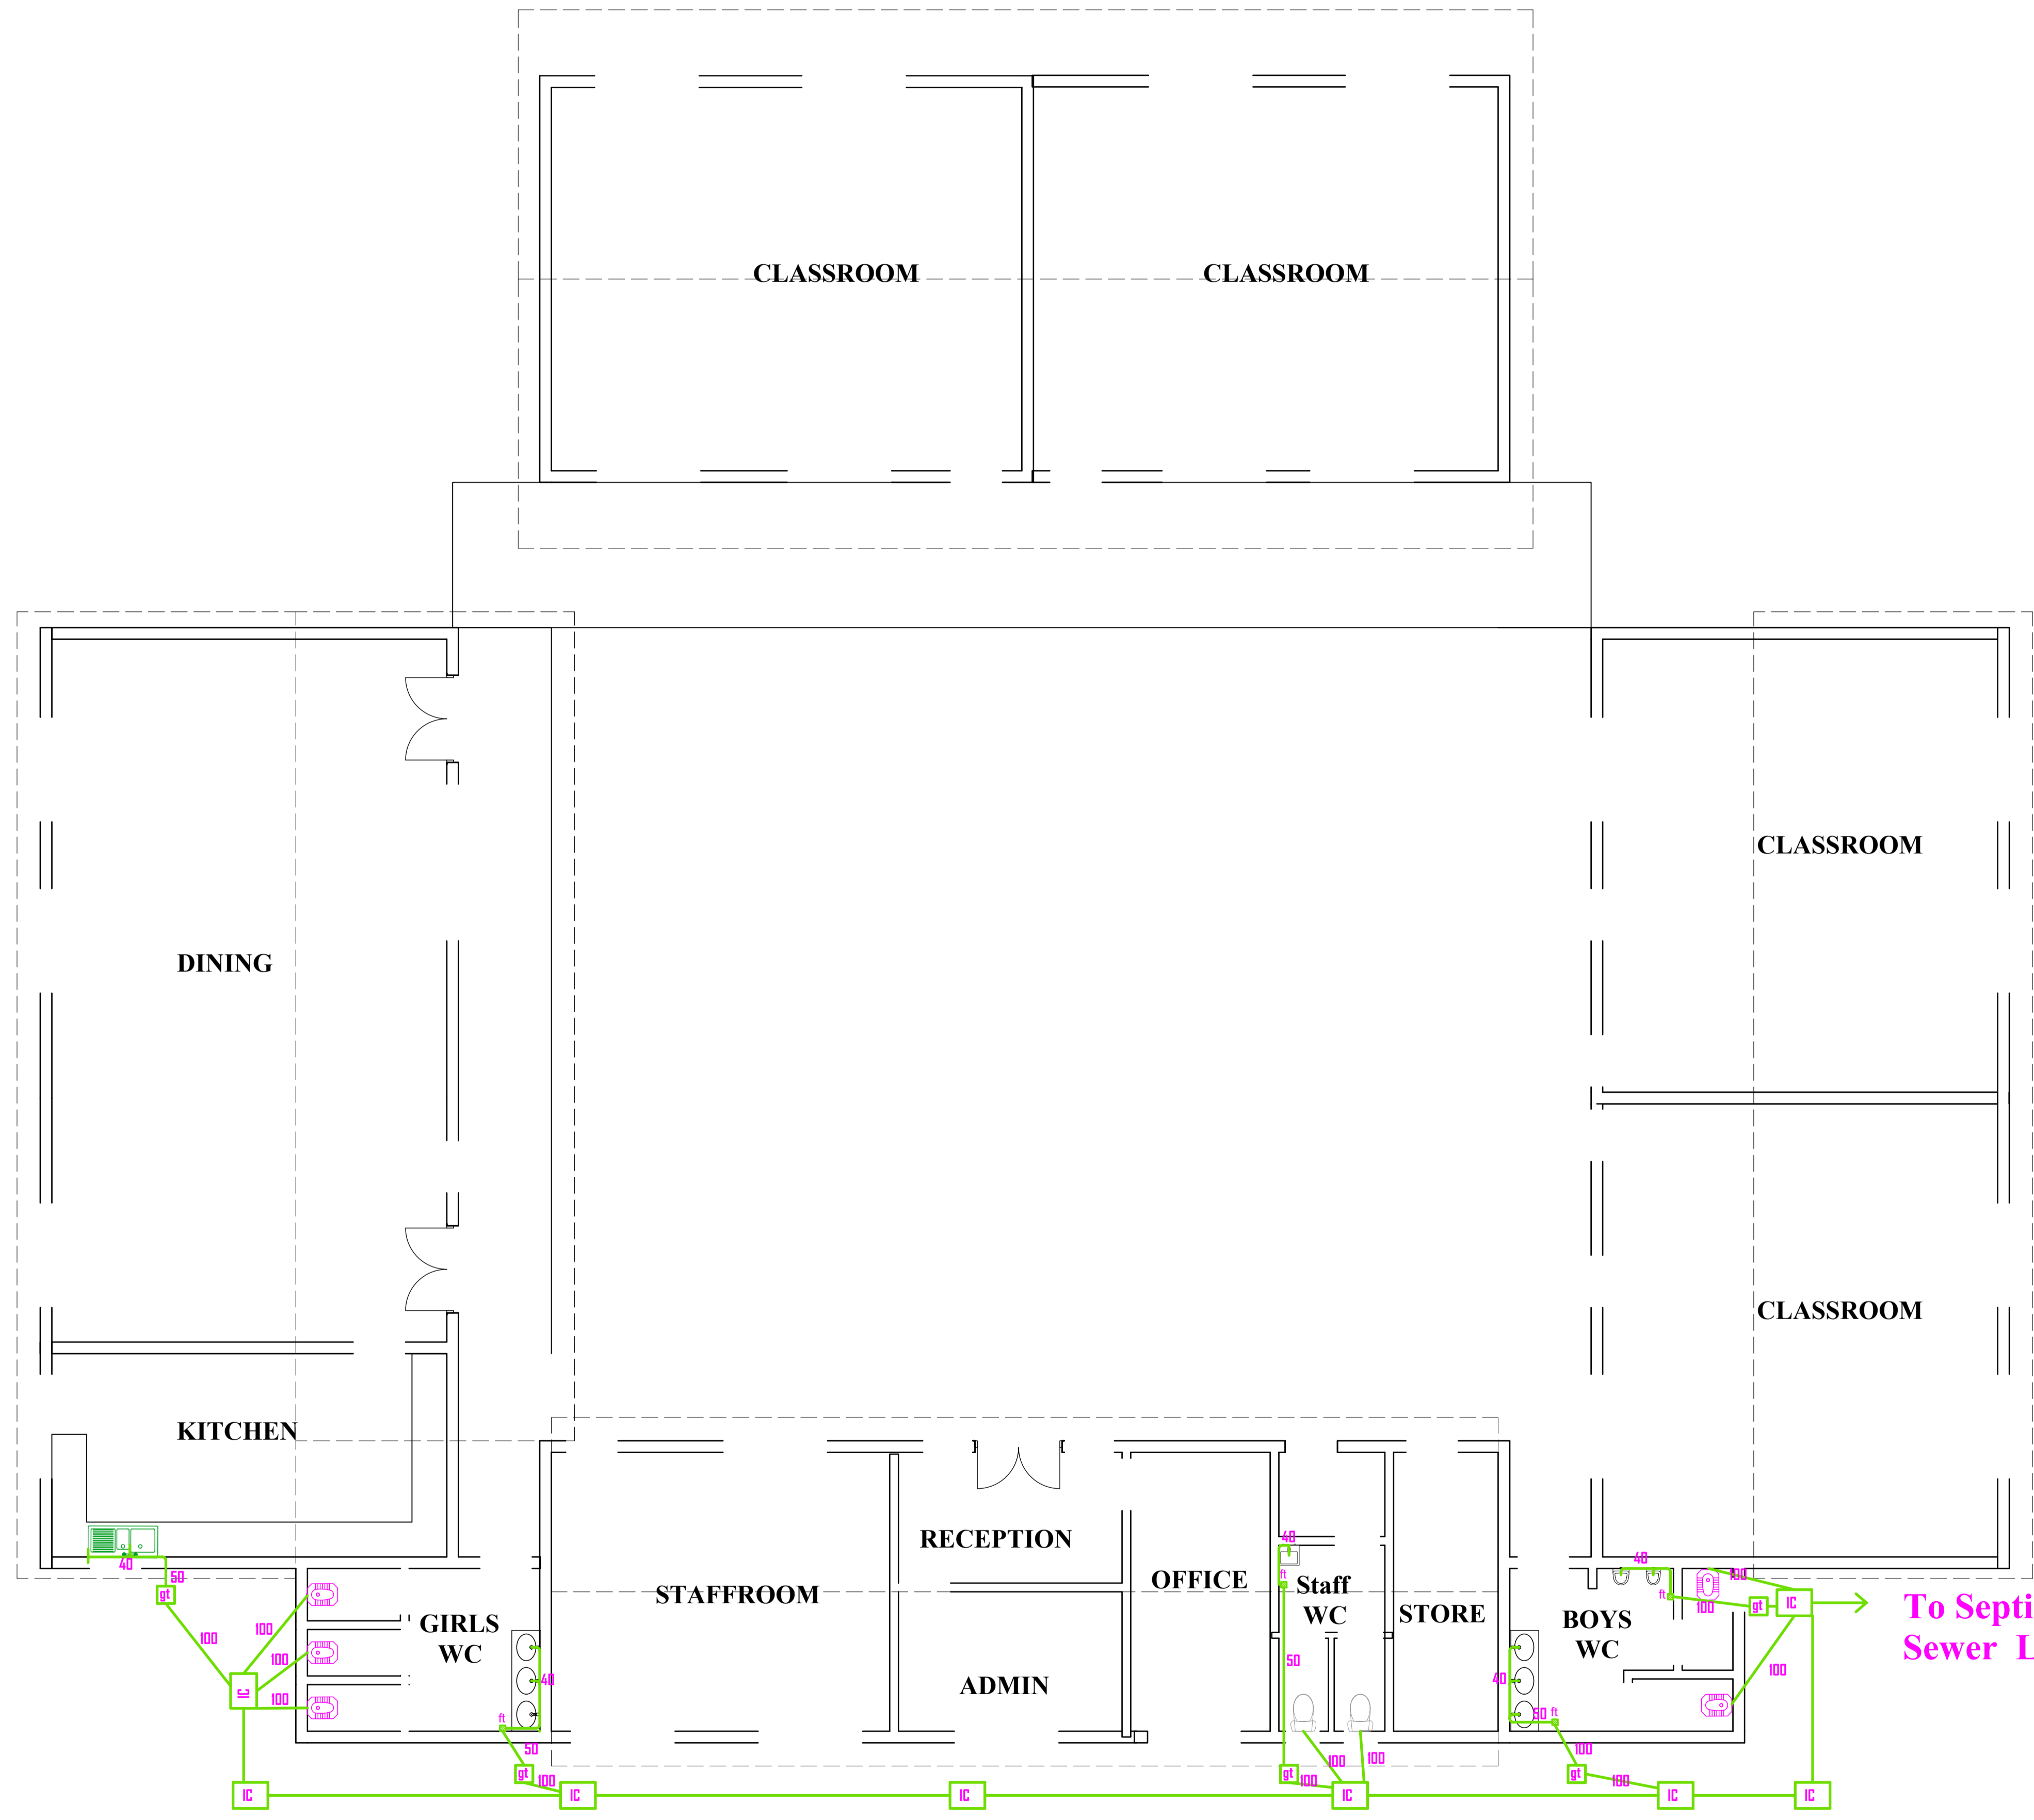 CLASSROOM CLASSROOM
CLASSROOM
DINING
CLASSROOM
KITCHEN
RECEPTION
40
40
40
40
50
gt
ft
OFFICE
Staff
WC
STAFFROOM
STORE
GIRLS
WC
BOYS
WC
ft
100
gt
IC
To Septi
Sewer L
100
100
100
100
IC
100
50
40
ADMIN
40
100
ft
50
50 ft
100
100
100
gt
100
gt
100
gt
100
IC
IC
IC
IC
IC
IC